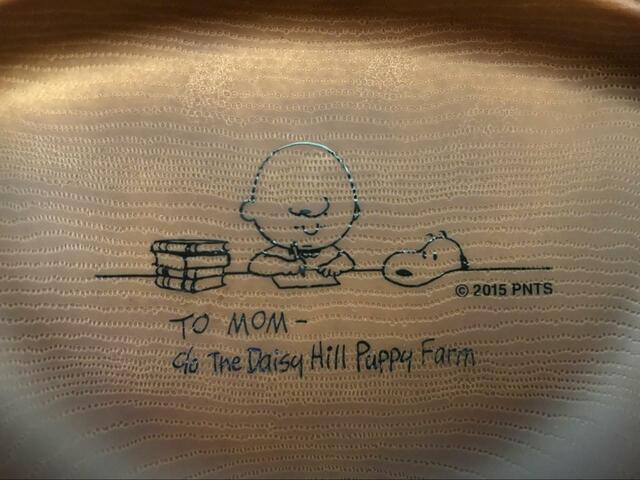 © 2015 PNTS
TO MOM-
c/o The Daisy Hill Puppy Farm